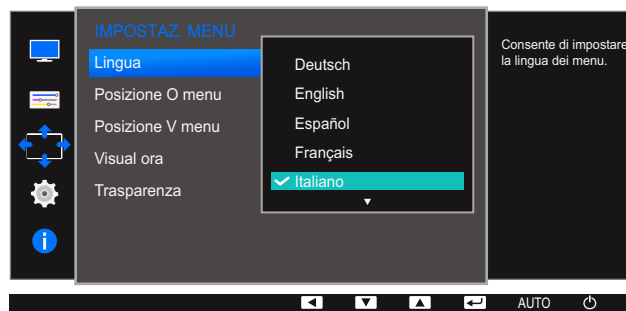 IMPOSTAZ. MENU
Lingua
Posizione O menu
Posizione V menu
Visual ora
Trasparenza
Deutsch
English
Español
Français
Italiano
Consente di impostare
la lingua dei menu.
AUTO